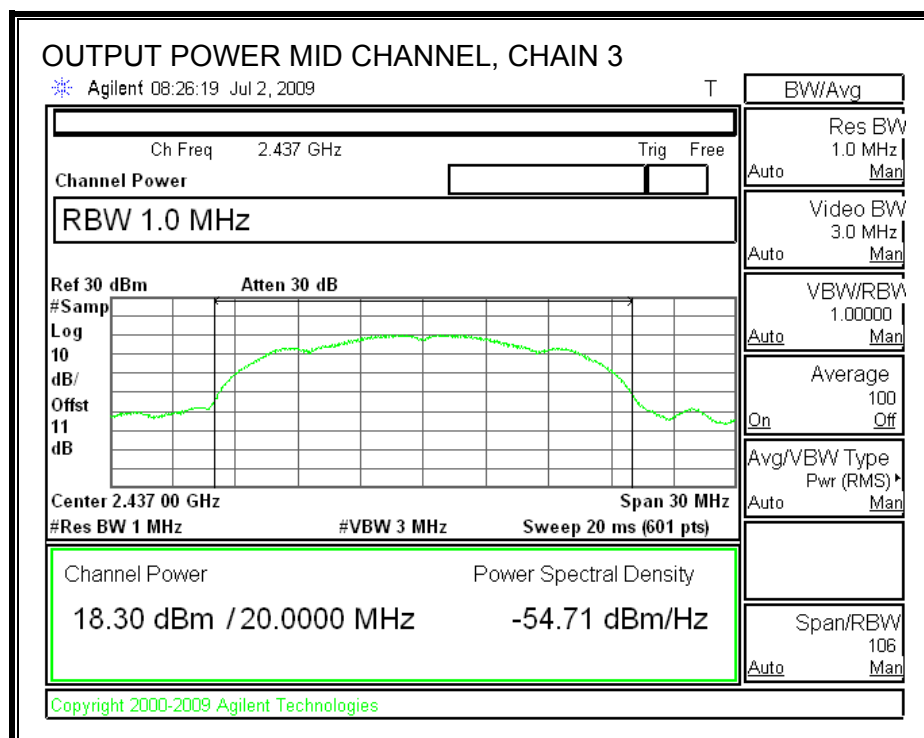 OUTPUT POWER MID CHANNEL, CHAIN 3
Agilent 08:26:19 Jul 2, 2009 T
Ch Freq 2.437 GHz Trig Free
Channel Power
RBW 1.0 MHz
Ref 30 dBm Atten 30 dB
#Samp
Log
10
dB/
Offst
11
dB
Center 2.437 00 GHz Span 30 MHz
#Res BW 1 MHz #VBW 3 MHz Sweep 20 ms (601 pts)
Channel Power Power Spectral Density
18.30 dBm / 20.0000 MHz -54.71 dBm/Hz
Copyright 2000-2009 Agilent Technologies
BW/Avg
Res BW
1.0 MHz
Auto Man
Video BW
3.0 MHz
Auto Man
VBW/RBW
1.00000
Auto Man
Average
100
On Off
Avg/VBW Type
Pwr (RMS)
Auto Man
Span/RBW
106
Auto Man